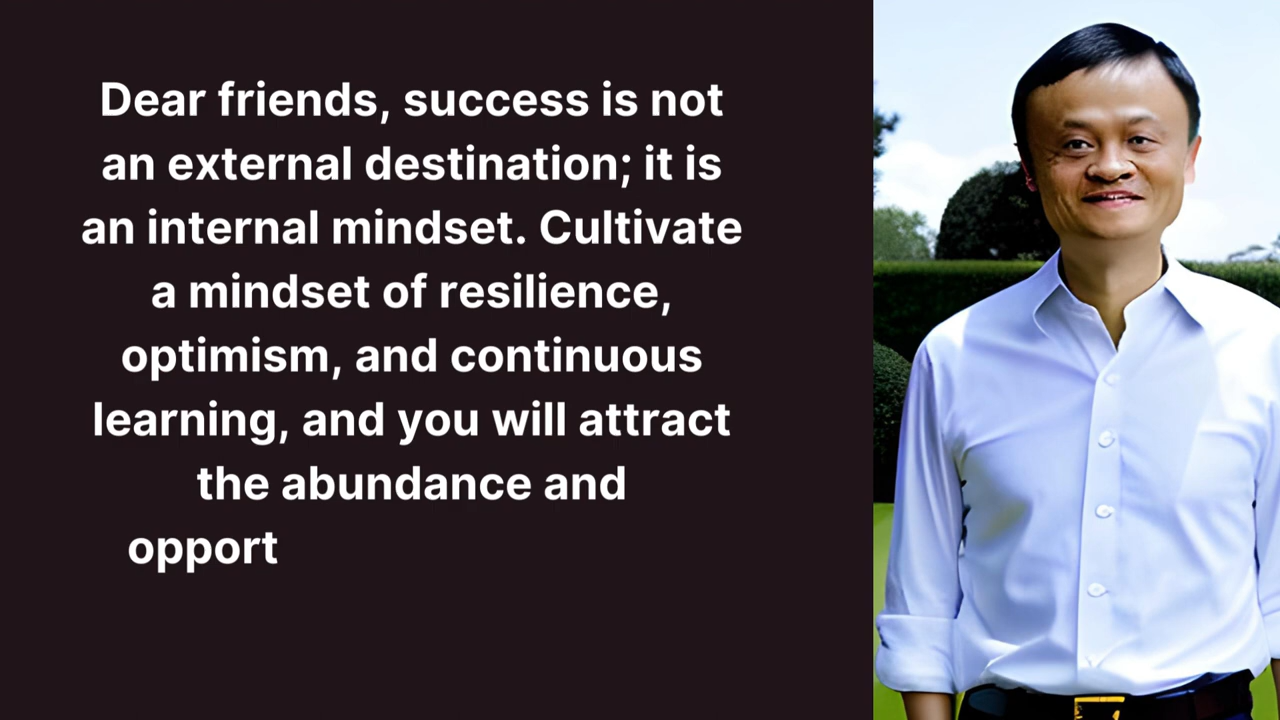 Dear friends, success is not
an external destination; it is
an internal mindset. Cultivate
a mindset of resilience,
optimism, and continuous
learning, and you will attract
the abundance and
opport